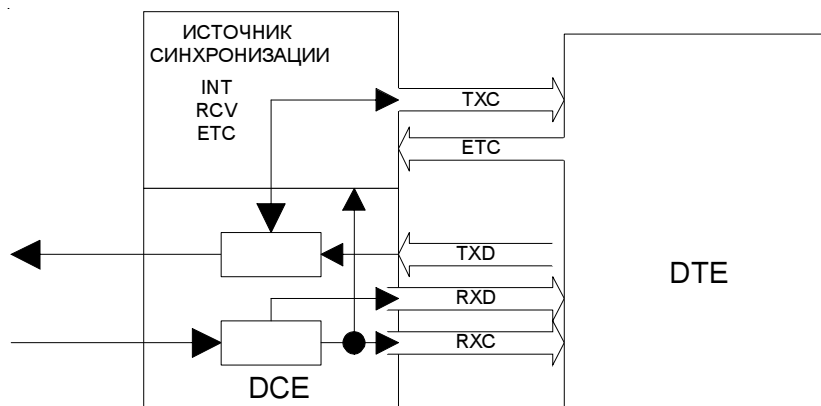 ИСТОЧНИК
СИНХРОНИЗАЦИИ
INT
RCV
ETC
TXC
ETC
TXD
RXD
RXC
DTE
DCE